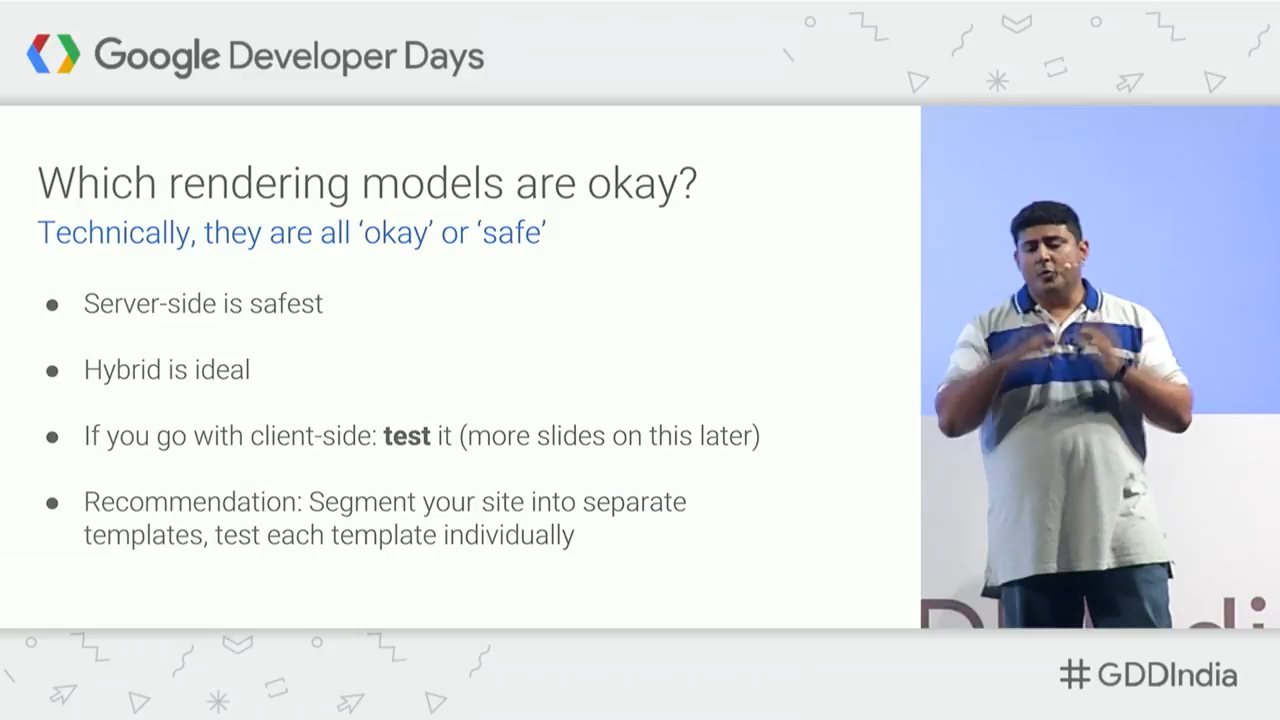 Google Developer Days
Which rendering models are okay?
Technically, they are all ‘okay’ or ‘safe’
● Server-side is safest
● Hybrid is ideal
● If you go with client-side: test it (more slides on this later)
● Recommendation: Segment your site into separate
templates, test each template individually
#GDDIndia